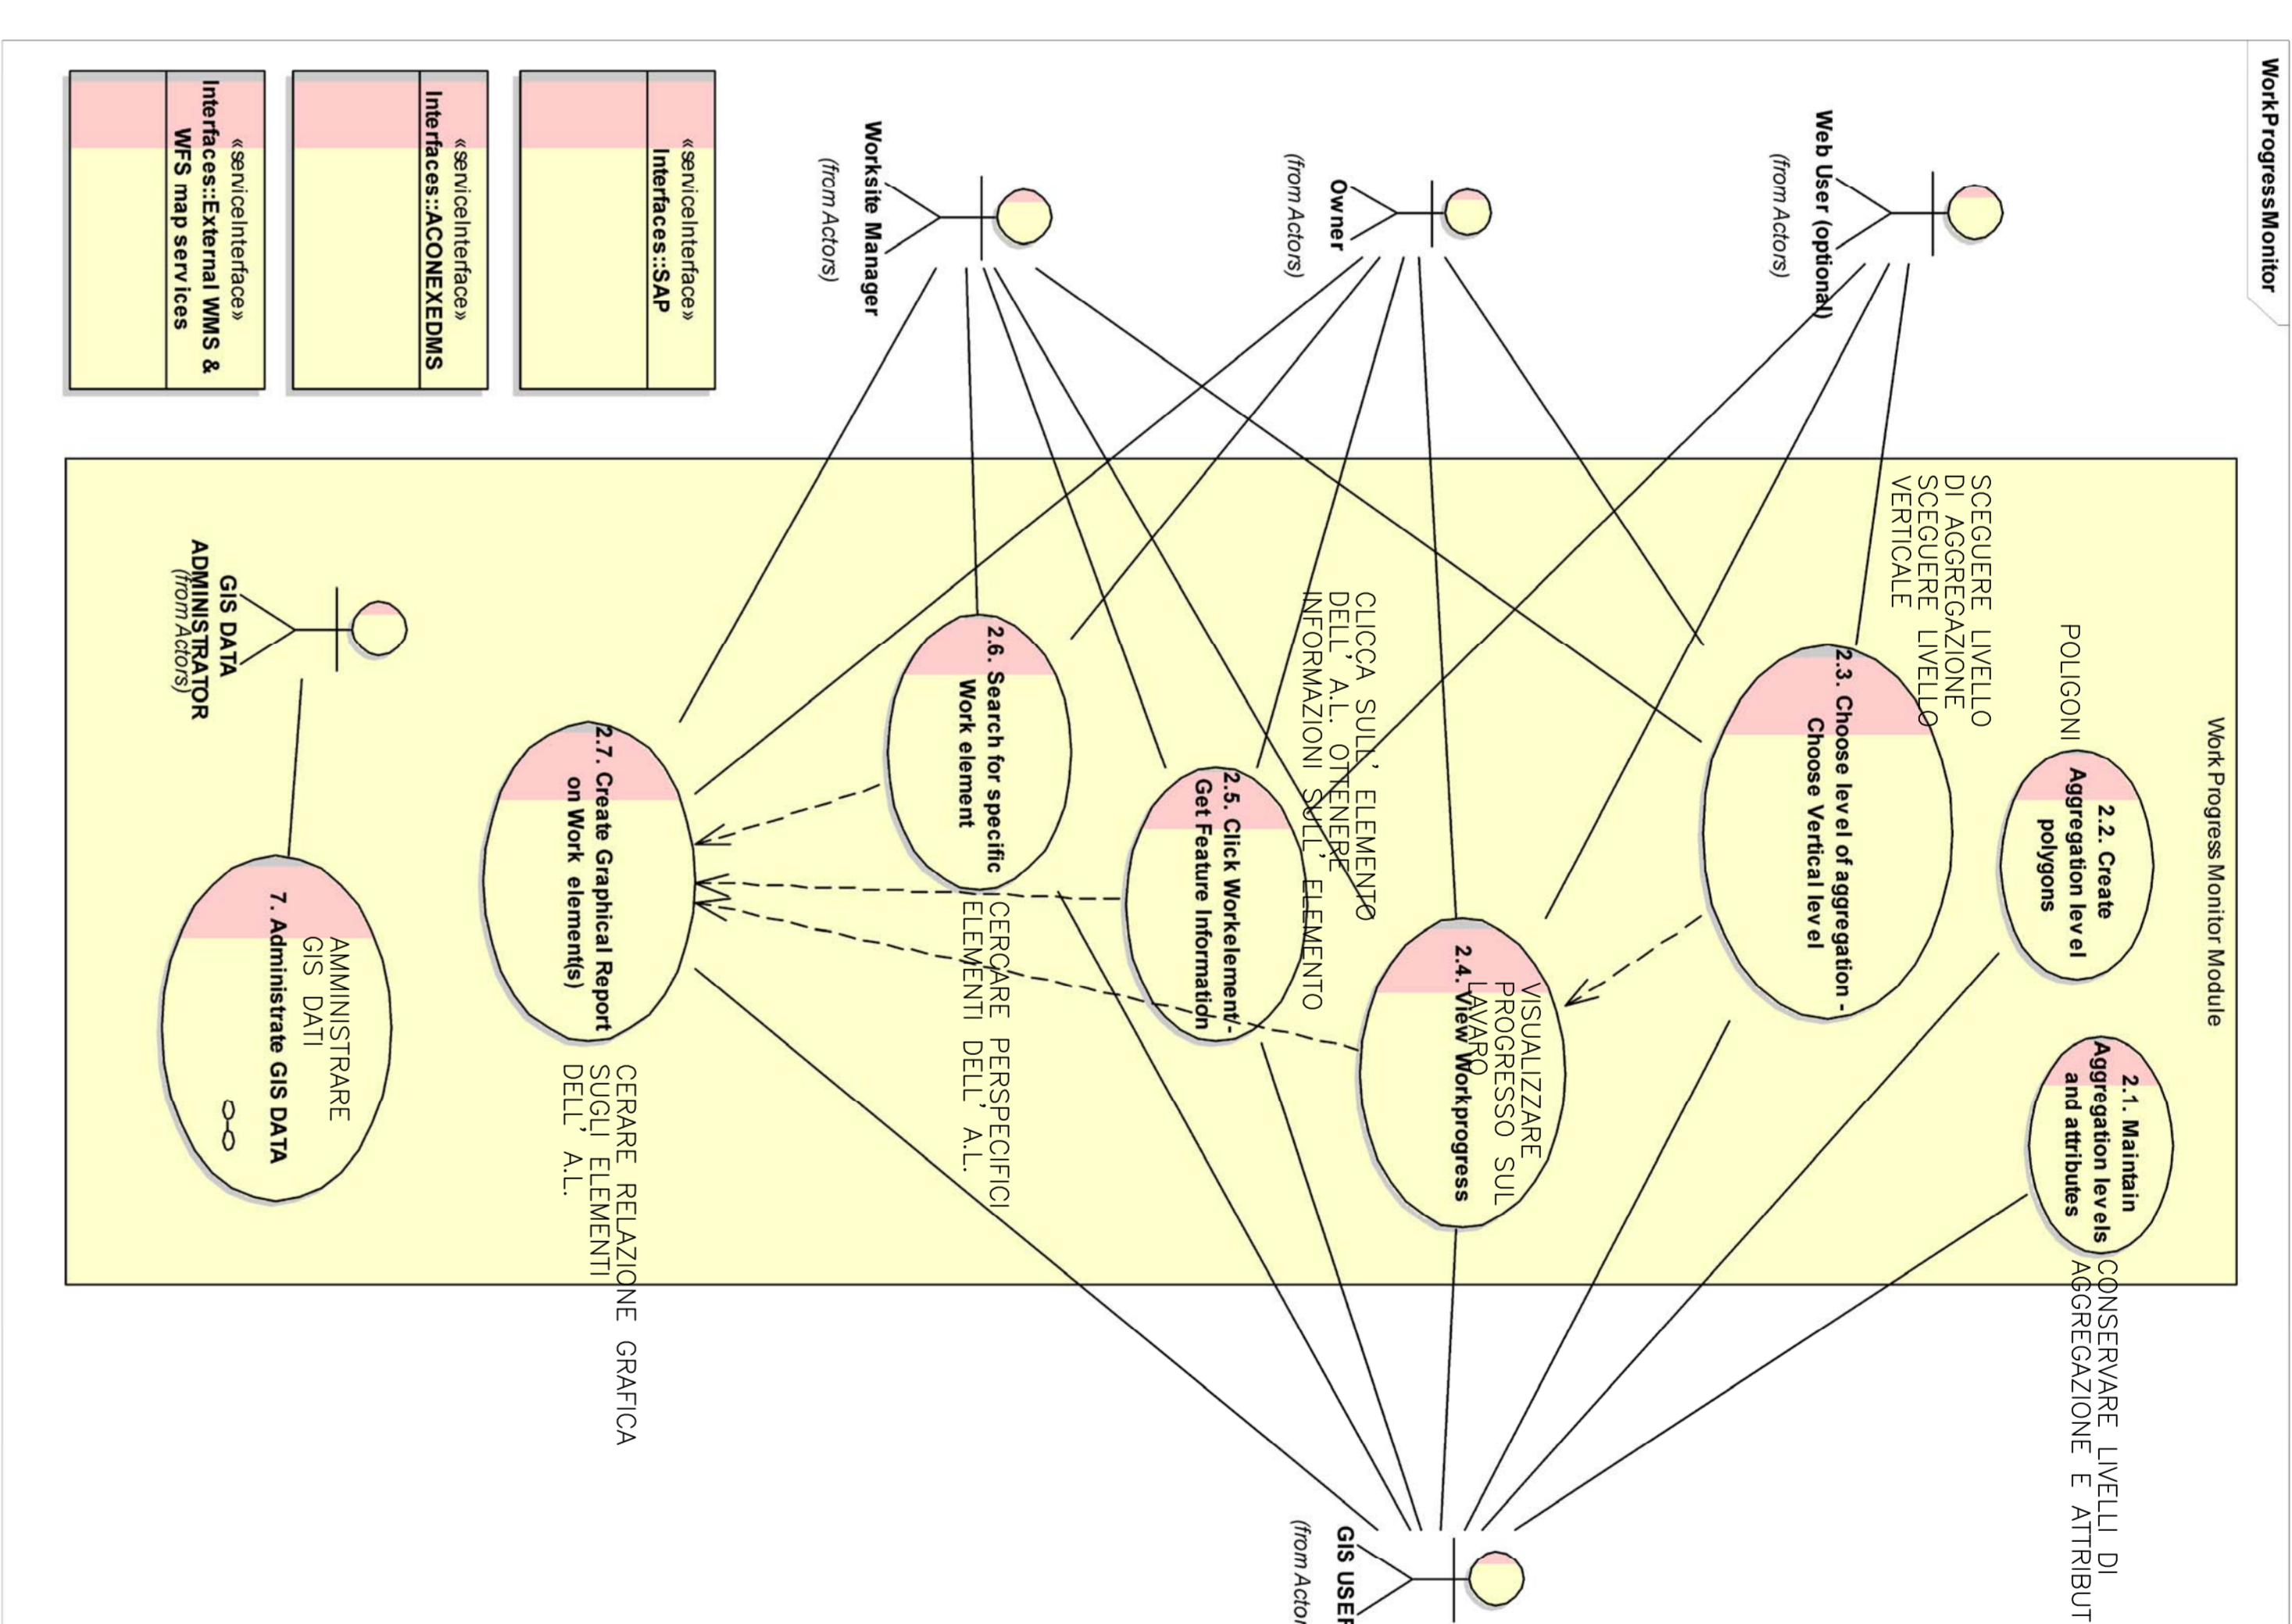 WorkProgressMonitor
Work Progress Monitor Module
Web User (optional)
(from Actors)
Owner
(from Actors)
Worksite Manager
(from Actors)
«serviceInterface»
Interfaces::SAP
«serviceInterface»
Interfaces::ACONEXEDMS
«serviceInterface»
Interfaces::External WMS &
WFS map services
2.1. Maintain
Aggregation levels
and attributes
CONSERVARE LIVELLI DI
AGGREGAZIONE E ATTRIBUT
POLIGONI
2.2. Create
Aggregation level
polygons
SCEGUERE LIVELLO
DI AGGREGAZIONE
SCEGUERE LIVELLO
VERTICALE
2.3. Choose level of aggregation -
Choose Vertical level
VISUALIZZARE
PROGRESSO SUL
LAVARO
2.4. View Workprogress
CLICCA SULL' ELEMENTO
DELL' A.L. OTTENERE
INFORMAZIONI SULL' ELEMENTO
2.5. Click Workelement/-
Get Feature Information
2.6. Search for specific
Work element
CERCARE PERSPECIFICI
ELEMENTI DELL' A.L.
2.7. Create Graphical Report
on Work element(s)
CERARE RELAZIONE GRAFICA
SUGLI ELEMENTI
DELL' A.L.
GIS DATA
ADMINISTRATOR
(from Actors)
AMMINISTRARE
GIS DATI
7. Administrate GIS DATA
GIS USER
(from Actor